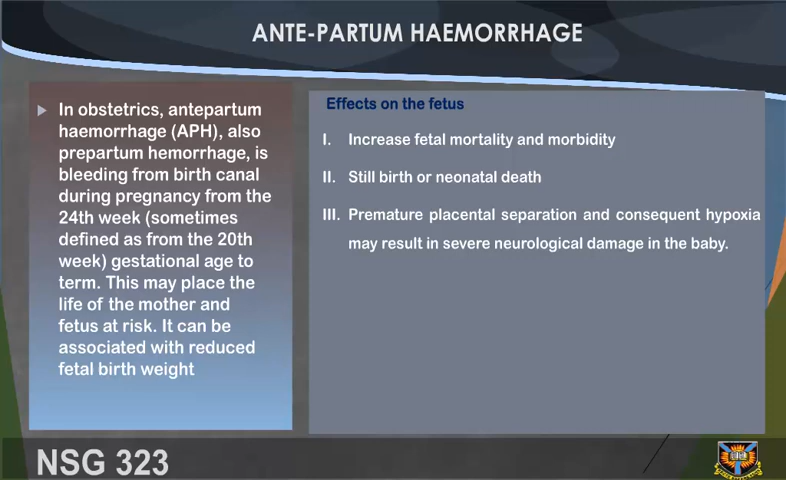 ANTE-PARTUM HAEMORRHAGE
In obstetrics, antepartum
haemorrhage (APH), also
prepartum hemorrhage, is
bleeding from birth canal
during pregnancy from the
24th week (sometimes
defined as from the 20th
week) gestational age to
term. This may place the
life of the mother and
fetus at risk. It can be
associated with reduced
fetal birth weight
Effects on the fetus
I. Increase fetal mortality and morbidity
II. Still birth or neonatal death
III. Premature placental separation and consequent hypoxia
may result in severe neurological damage in the baby.
NSG 323